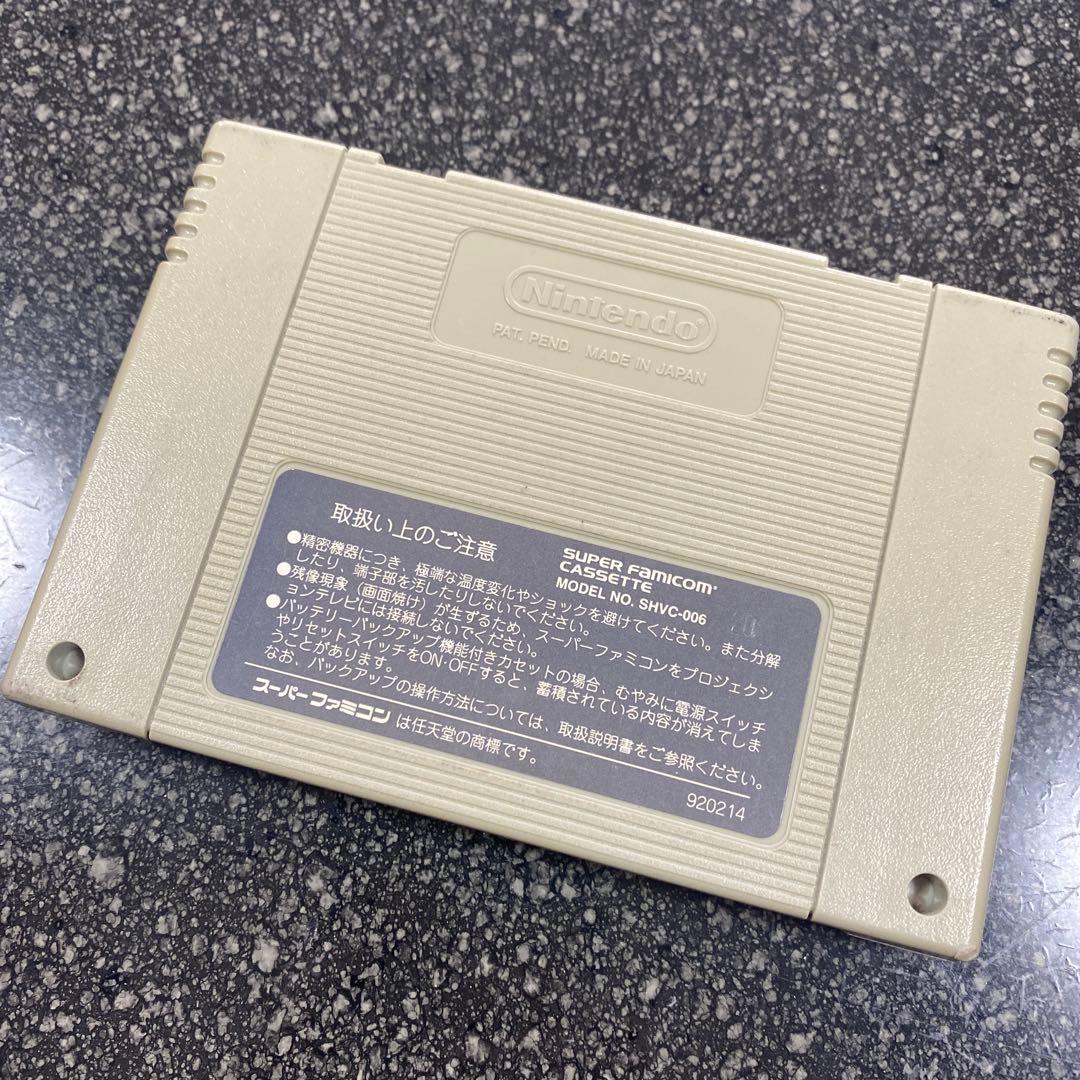 Nintendo®
PAT. PEND. MADE IN JAPAN
取扱い上のご注意
SUPER FAMICOM®
CASSETTE
MODEL NO. SHVC-006
●精密機器につき、極端な温度変化やショックを避けてください。また分解
したり、端子部を汚したりしないでください。
●残像現象（画面焼け）が生ずるため、スーパーファミコンをプロジェクシ
ョンテレビには接続しないでください。
●バッテリーバックアップ機能付きカセットの場合、むやみに電源スイッチ
やリセットスイッチをON・OFFすると、蓄積されている内容が消えてしま
うことがあります。
なお、バックアップの操作方法については、取扱説明書をご参照ください。
スーパーファミコンは任天堂の商標です。
920214